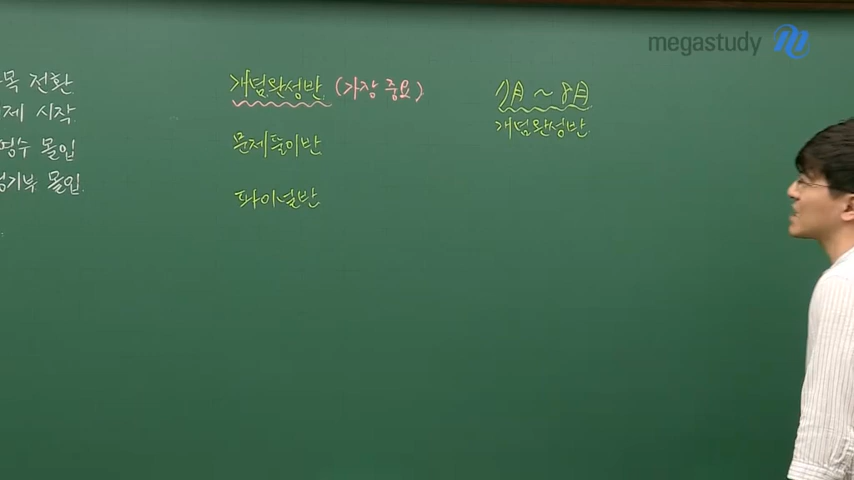 megastudy
목 전환
제 시작
영수 몰입
생기부 몰입.
개념완성반 (가장 중요)
문제풀이반
파이널반
1月 ~ 8月
개념완성반